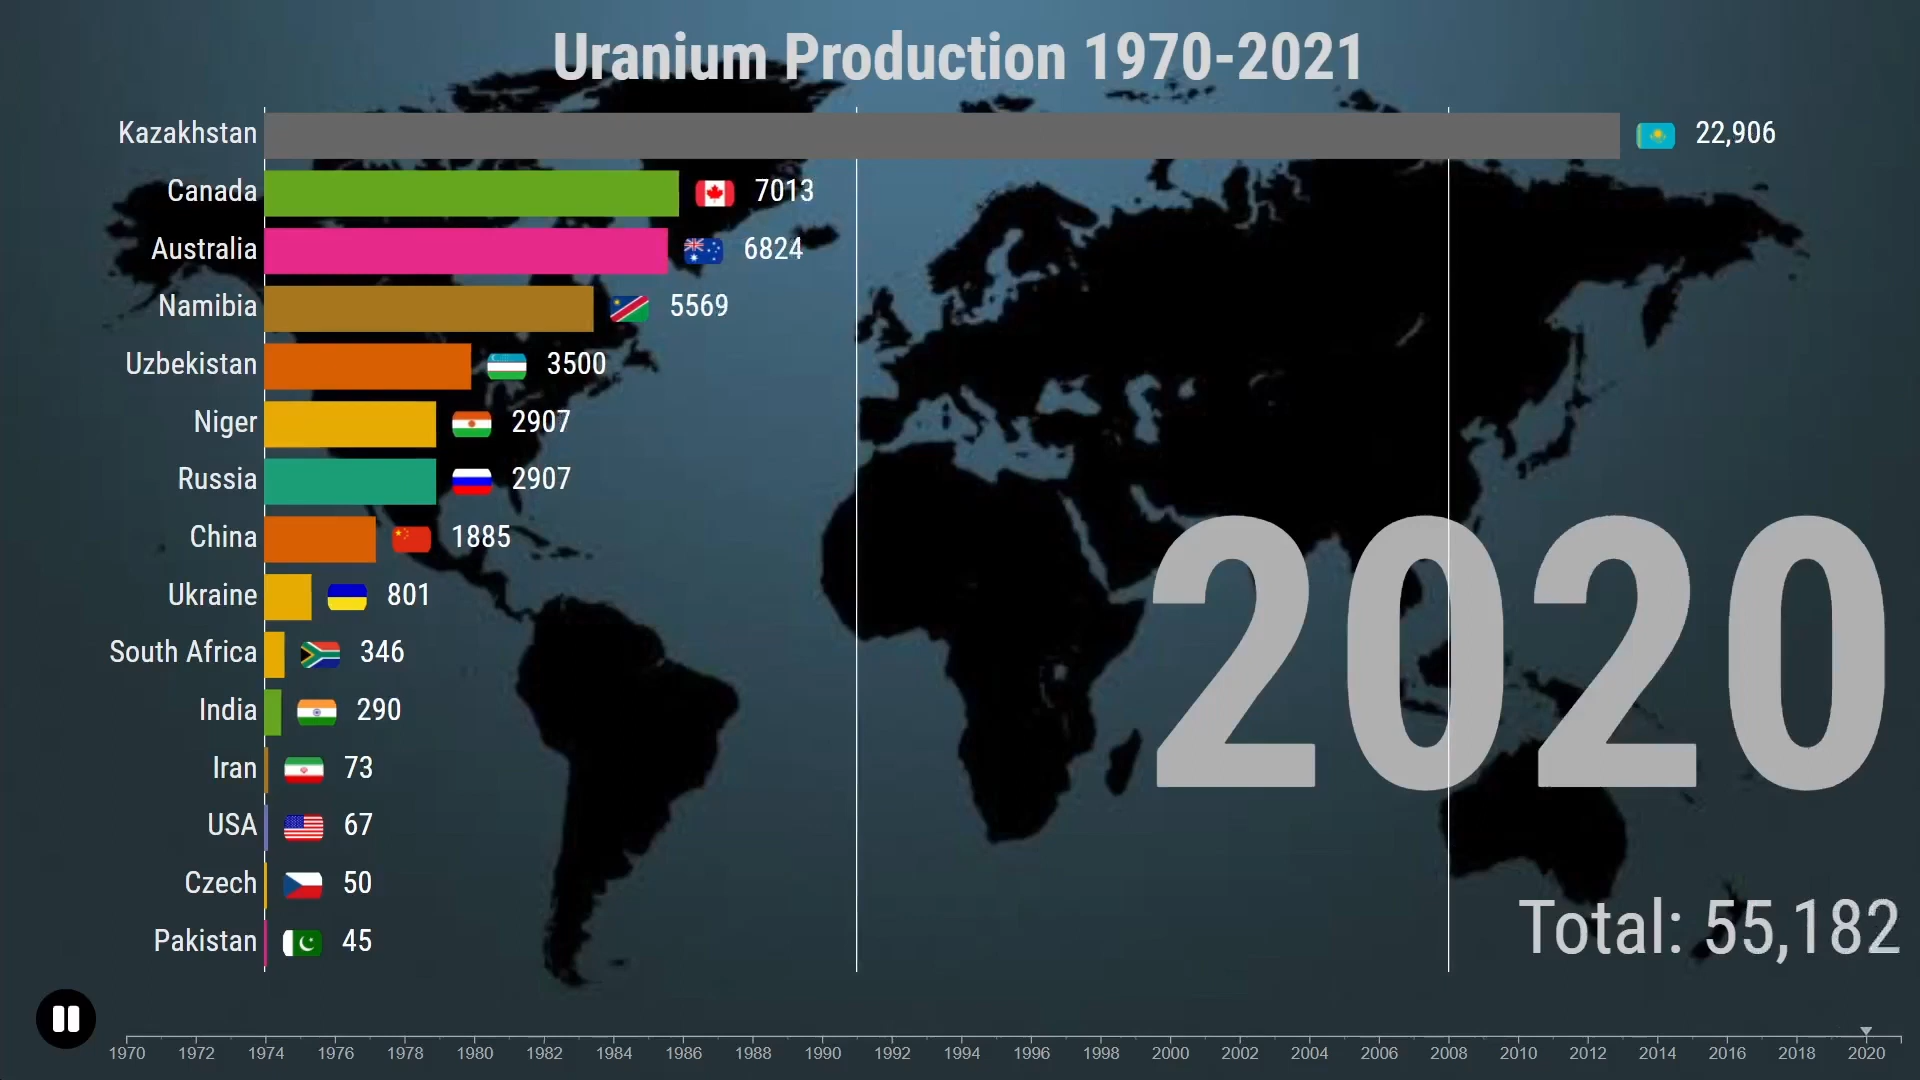 Uranium Production 1970-2021
Kazakhstan 22,906
Canada 7013
Australia 6824
Namibia 5569
Uzbekistan 3500
Niger 2907
Russia 2907
China 1885
Ukraine 801
South Africa 346
India 290
Iran 73
USA 67
Czech 50
Pakistan 45
2020
Total: 55,182
1970 1972 1974 1976 1978 1980 1982 1984 1986 1988 1990 1992 1994 1996 1998 2000 2002 2004 2006 2008 2010 2012 2014 2016 2018 2020